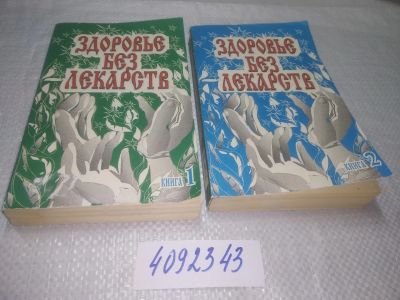 ЗДОРОВЬЕ
БЕЗ
ЛЕКАРСТВ
КНИГА 1
ЗДОРОВЬЕ
БЕЗ
ЛЕКАРСТВ
КНИГА 2
4092343